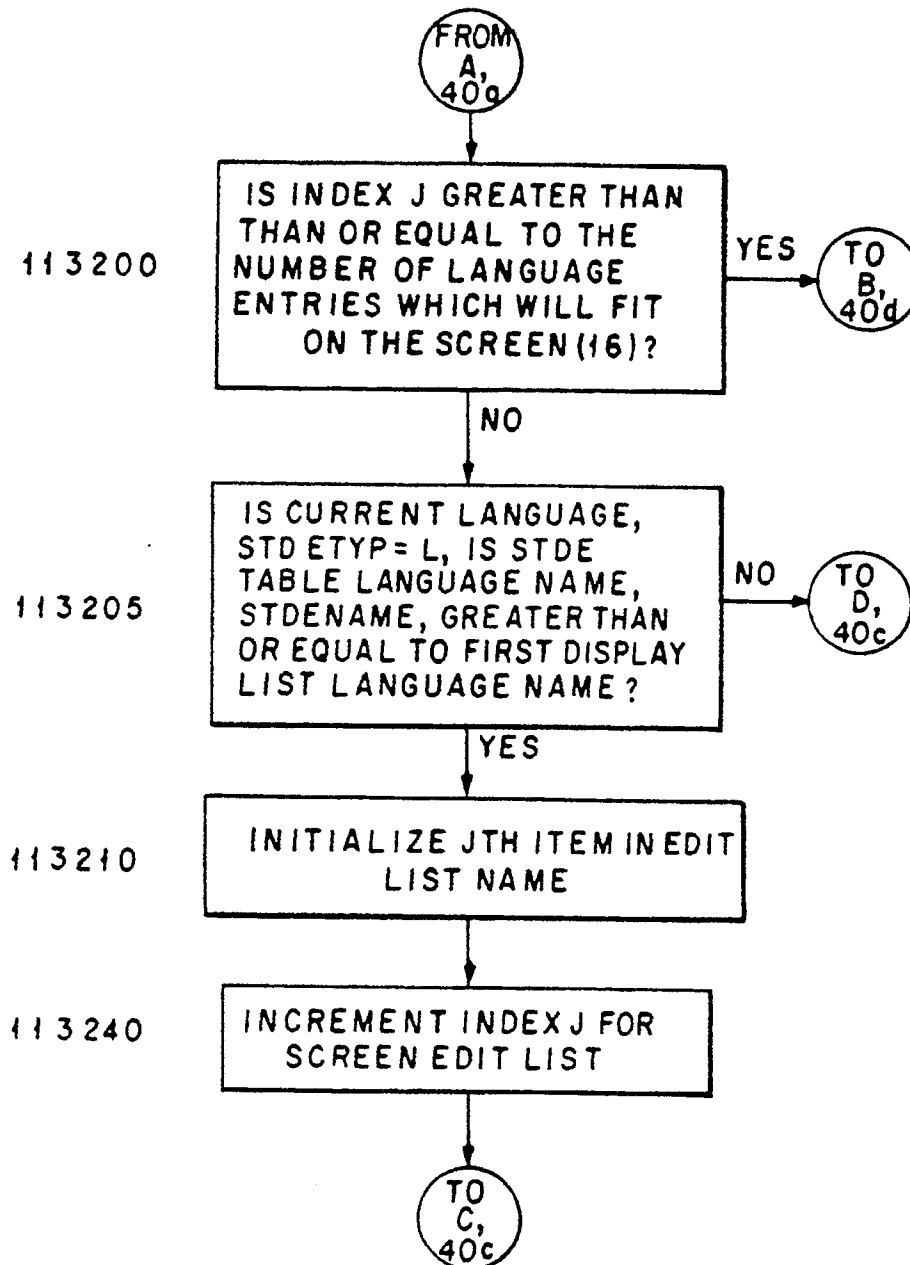 FROM
A,
40a
113200
IS INDEX J GREATER THAN
THAN OR EQUAL TO THE
NUMBER OF LANGUAGE
ENTRIES WHICH WILL FIT
ON THE SCREEN (16)?
YES
TO
B,
40d
NO
113205
IS CURRENT LANGUAGE,
STD ETYP = L, IS STDE
TABLE LANGUAGE NAME,
STDENAME, GREATER THAN
OR EQUAL TO FIRST DISPLAY
LIST LANGUAGE NAME?
NO
TO
D,
40c
YES
113210
INITIALIZE JTH ITEM IN EDIT
LIST NAME
113240
INCREMENT INDEX J FOR
SCREEN EDIT LIST
TO
C,
40c